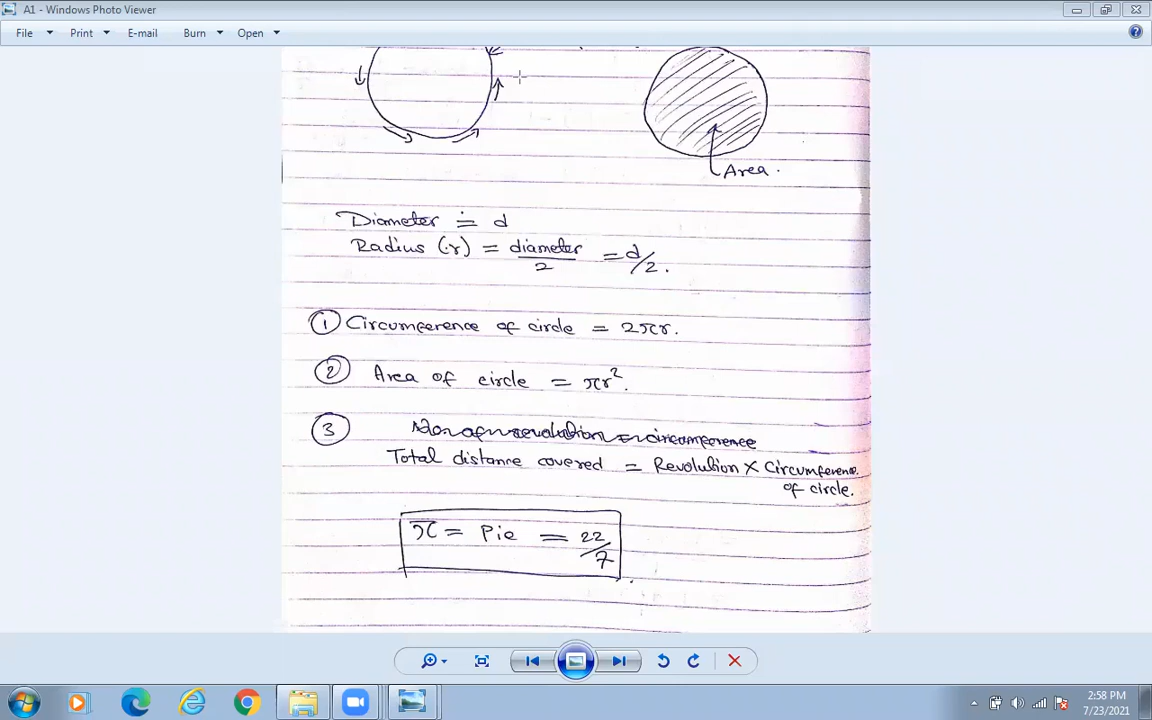 A1 - Windows Photo Viewer
File Print E-mail Burn Open
Area.
Diameter = d
Radius (r) = diameter/2 = d/2.
1 Circumference of circle = 2πr.
2 Area of circle = πr².
3
Total distance covered = Revolution × Circumference
of circle.
π = Pie = 22/7
2:58 PM
7/23/2021